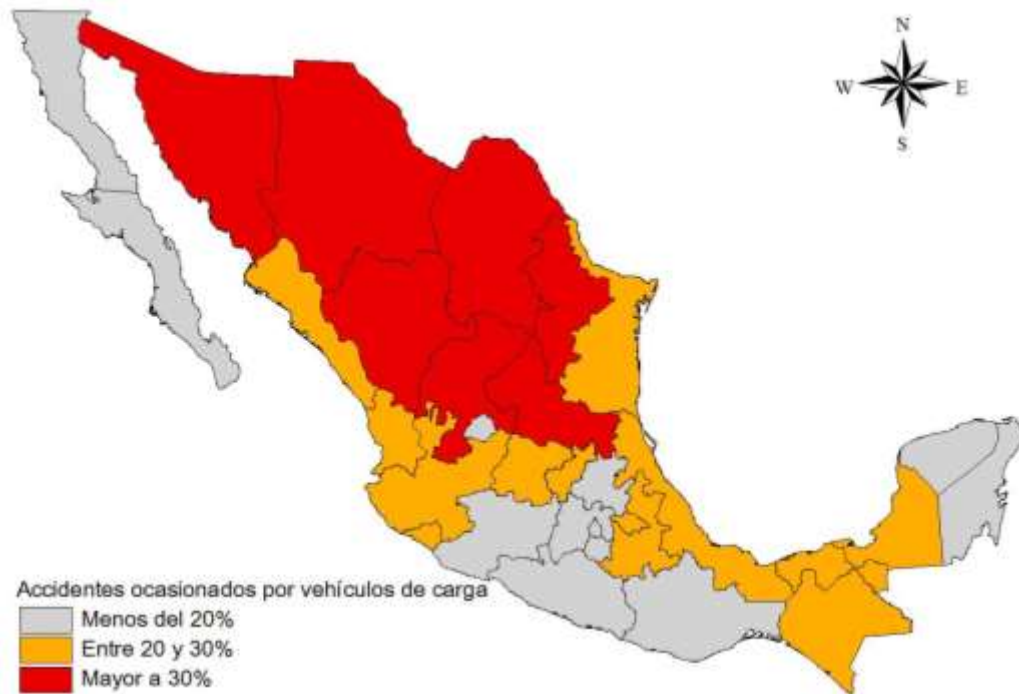 N
W E
S
Accidentes ocasionados por vehículos de carga
Menos del 20%
Entre 20 y 30%
Mayor a 30%